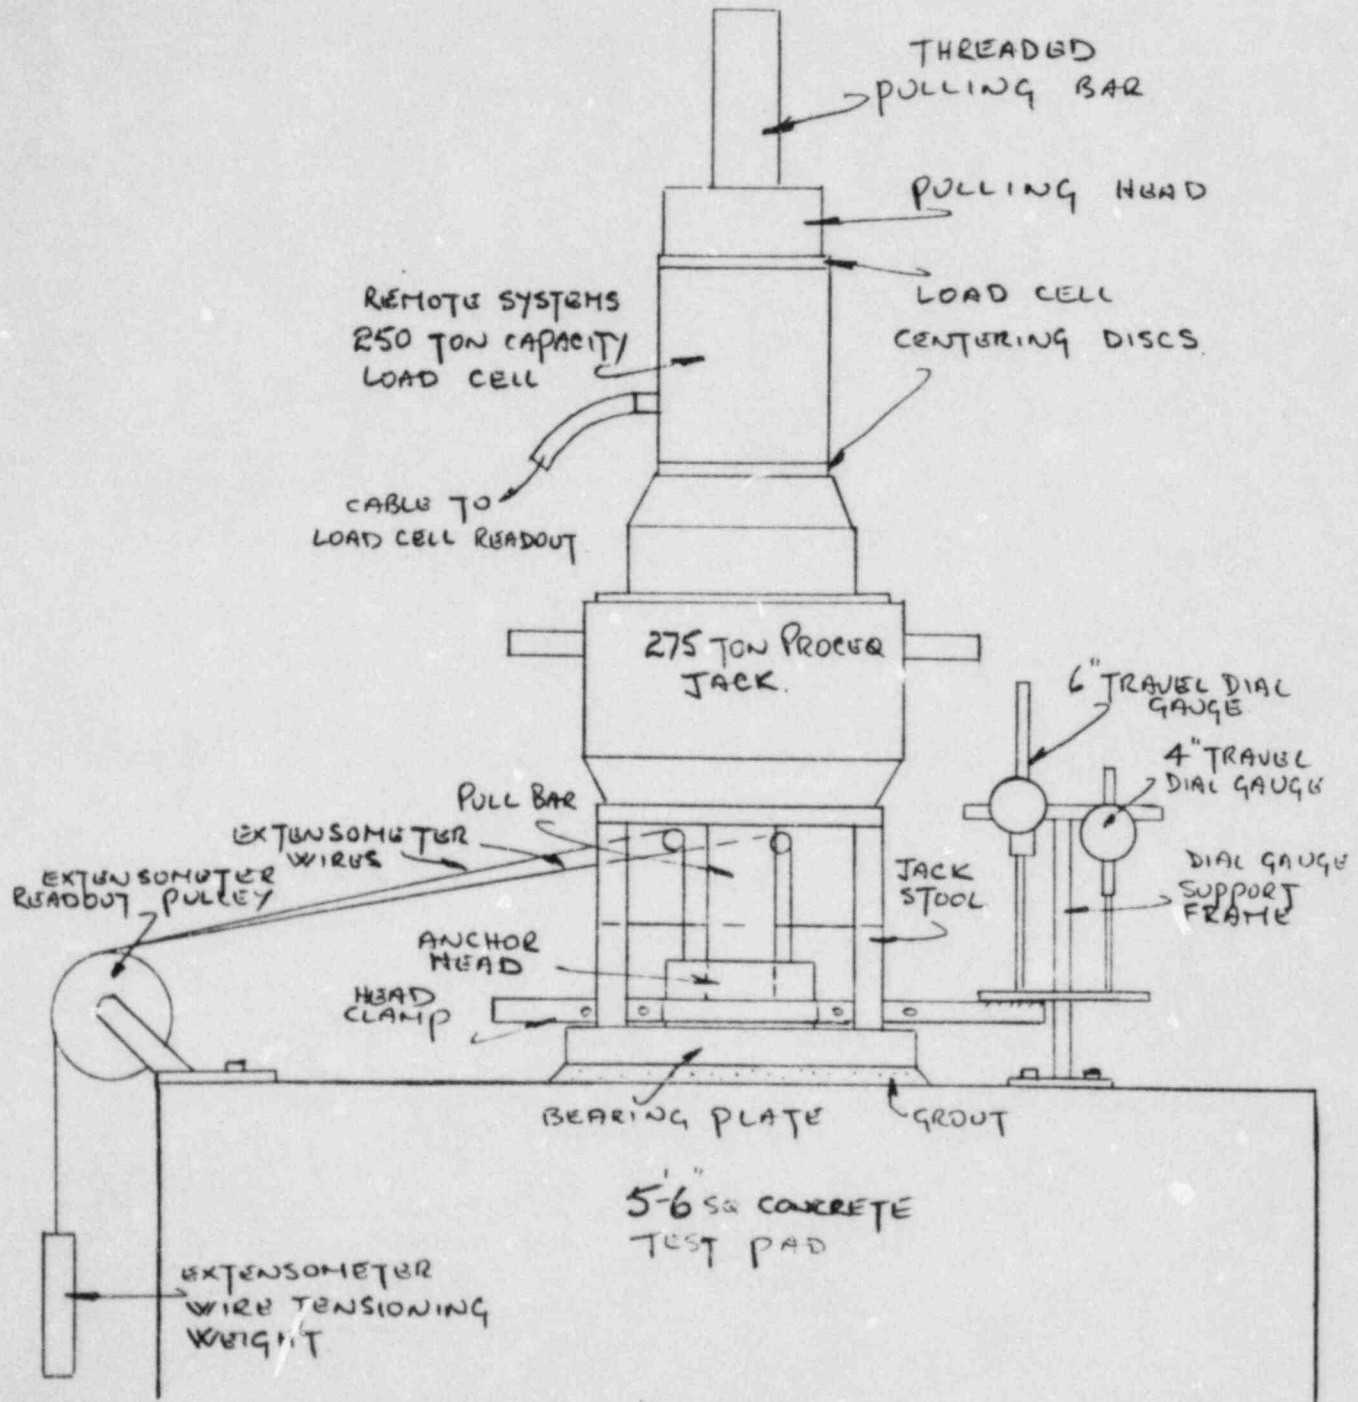 THREADED
PULLING BAR
PULLING HEAD
LOAD CELL
CENTERING DISCS.
REMOTE SYSTEMS
250 TON CAPACITY
LOAD CELL
CABLE TO
LOAD CELL READOUT
275 TON PROCEQ
JACK.
6" TRAVEL DIAL
GAUGE
4" TRAVEL
DIAL GAUGE
PULL BAR
EXTENSOMETER
WIRES
EXTENSOMETER
READOUT PULLEY
JACK
STOOL
DIAL GAUGE
SUPPORT
FRAME
ANCHOR
HEAD
HEAD
CLAMP
BEARING PLATE
GROUT
5'-6" SQ CONCRETE
TEST PAD
EXTENSOMETER
WIRE TENSIONING
WEIGHT